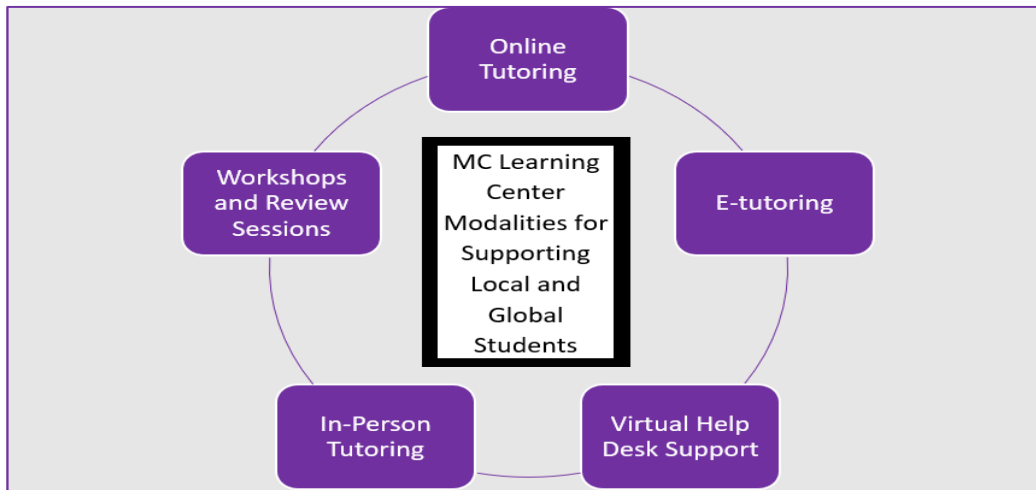 Online
Tutoring
MC Learning
Center
Modalities for
Supporting
Local and
Global
Students
Workshops
and Review
Sessions
E-tutoring
In-Person
Tutoring
Virtual Help
Desk Support